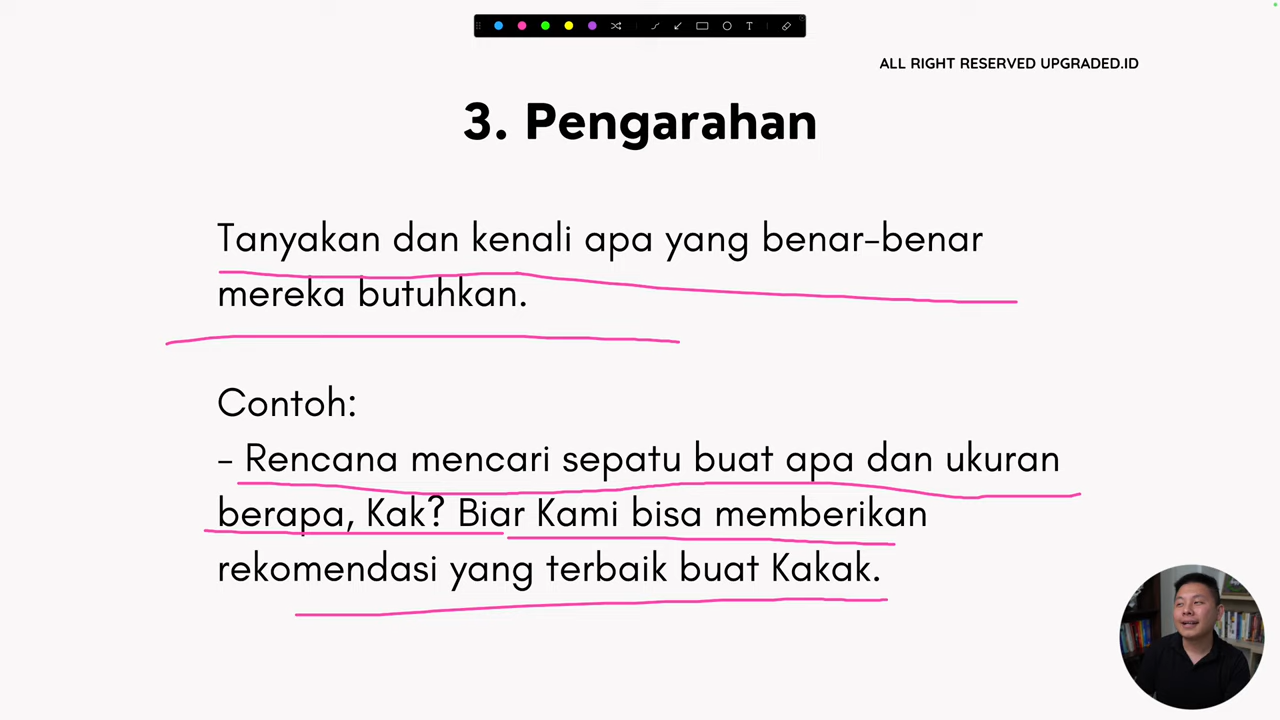 ALL RIGHT RESERVED UPGRADED.ID
3. Pengarahan
Tanyakan dan kenali apa yang benar-benar
mereka butuhkan.
Contoh:
- Rencana mencari sepatu buat apa dan ukuran
berapa, Kak? Biar Kami bisa memberikan
rekomendasi yang terbaik buat Kakak.